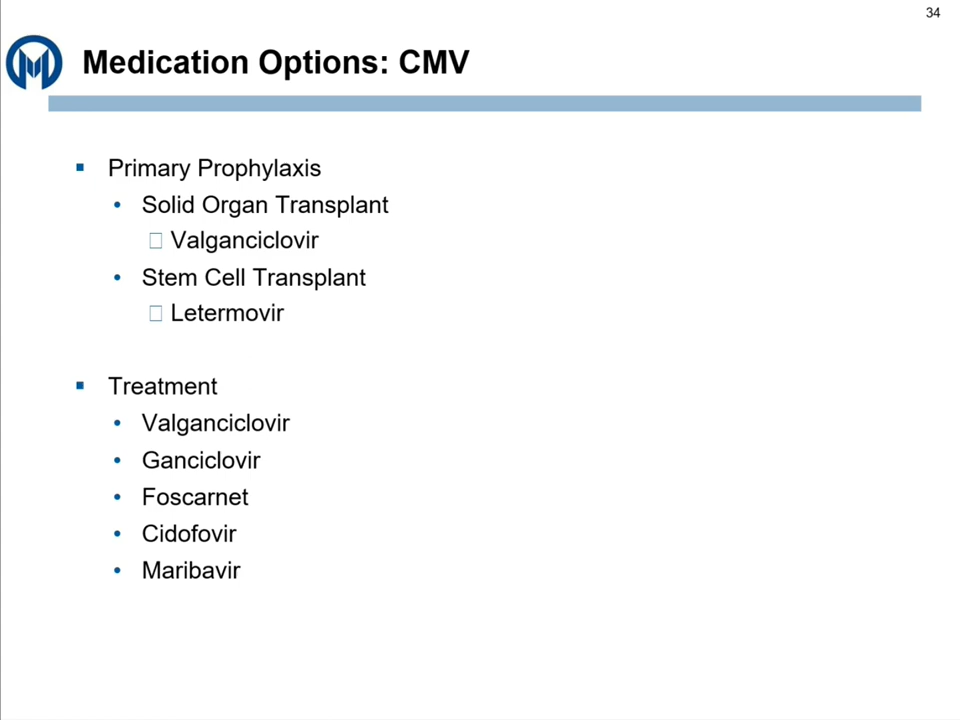 34
Medication Options: CMV
▪ Primary Prophylaxis
• Solid Organ Transplant
□ Valganciclovir
• Stem Cell Transplant
□ Letermovir
▪ Treatment
• Valganciclovir
• Ganciclovir
• Foscarnet
• Cidofovir
• Maribavir